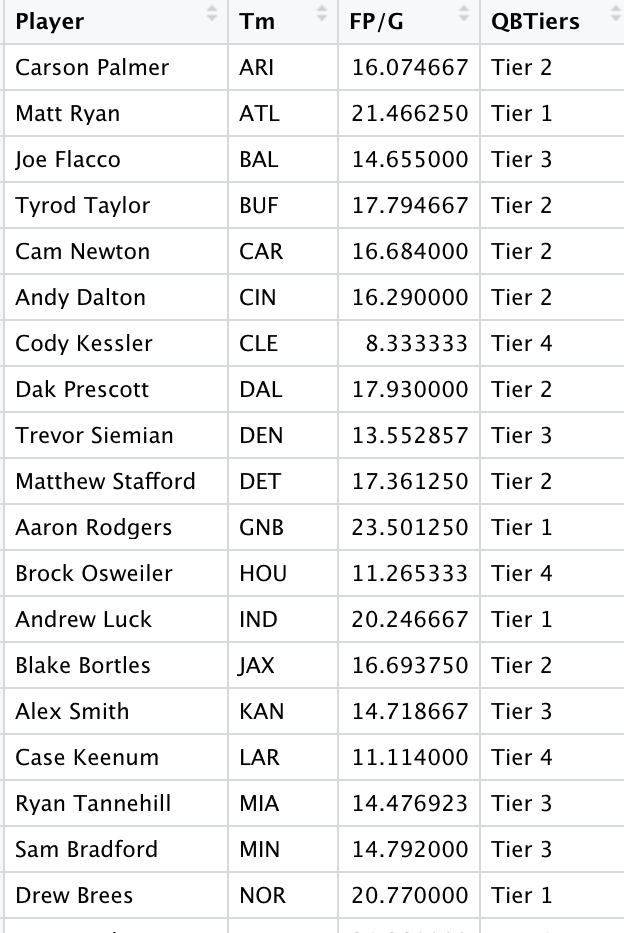 Player Tm FP/G QBTiers
Carson Palmer ARI 16.074667 Tier 2
Matt Ryan ATL 21.466250 Tier 1
Joe Flacco BAL 14.655000 Tier 3
Tyrod Taylor BUF 17.794667 Tier 2
Cam Newton CAR 16.684000 Tier 2
Andy Dalton CIN 16.290000 Tier 2
Cody Kessler CLE 8.333333 Tier 4
Dak Prescott DAL 17.930000 Tier 2
Trevor Siemian DEN 13.552857 Tier 3
Matthew Stafford DET 17.361250 Tier 2
Aaron Rodgers GNB 23.501250 Tier 1
Brock Osweiler HOU 11.265333 Tier 4
Andrew Luck IND 20.246667 Tier 1
Blake Bortles JAX 16.693750 Tier 2
Alex Smith KAN 14.718667 Tier 3
Case Keenum LAR 11.114000 Tier 4
Ryan Tannehill MIA 14.476923 Tier 3
Sam Bradford MIN 14.792000 Tier 3
Drew Brees NOR 20.770000 Tier 1